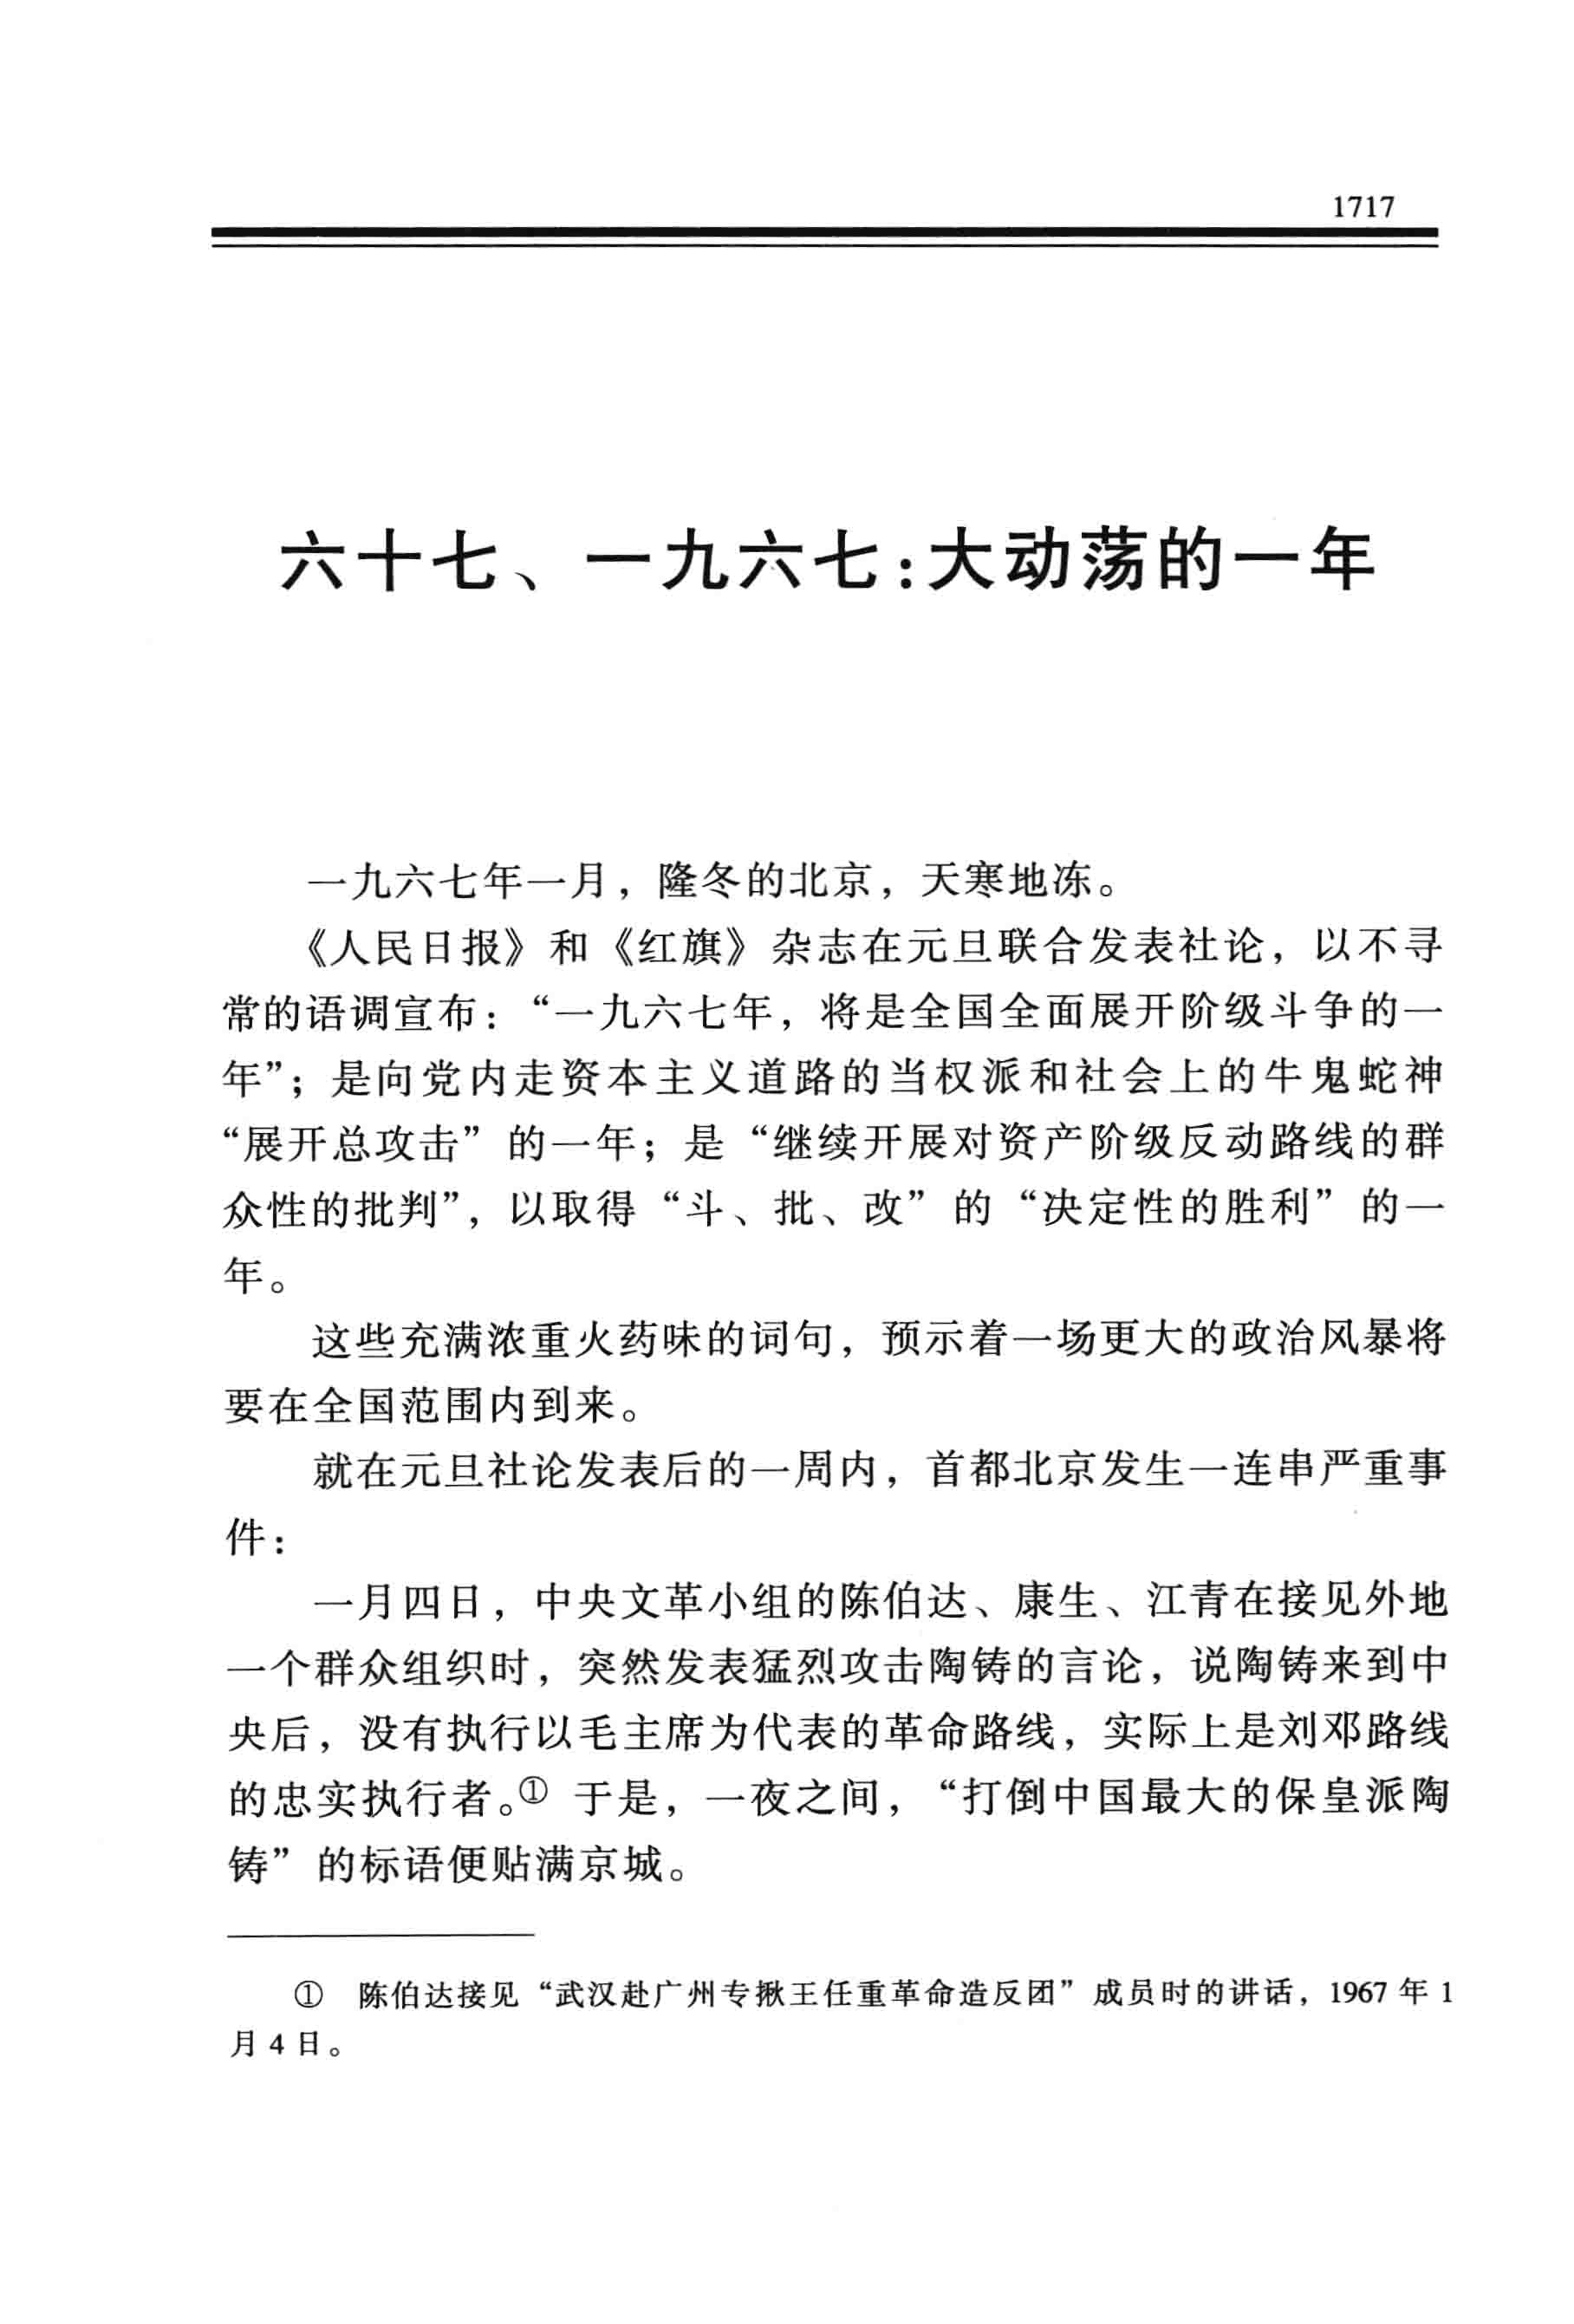 1717
六十七、一九六七:大动荡的一年
一九六七年一月，隆冬的北京，天寒地冻。
《人民日报》和《红旗》杂志在元旦联合发表社论，以不寻
常的语调宣布：“一九六七年，将是全国全面展开阶级斗争的一
年”；是向党内走资本主义道路的当权派和社会上的牛鬼蛇神
“展开总攻击”的一年；是“继续开展对资产阶级反动路线的群
众性的批判”，以取得“斗、批、改”的“决定性的胜利”的一
年。
这些充满浓重火药味的词句，预示着一场更大的政治风暴将
要在全国范围内到来。
就在元旦社论发表后的一周内，首都北京发生一连串严重事
件：
一月四日，中央文革小组的陈伯达、康生、江青在接见外地
一个群众组织时，突然发表猛烈攻击陶铸的言论，说陶铸来到中
央后，没有执行以毛主席为代表的革命路线，实际上是刘邓路线
的忠实执行者。① 于是，一夜之间，“打倒中国最大的保皇派陶
铸”的标语便贴满京城。
① 陈伯达接见“武汉赴广州专揪王任重革命造反团”成员时的讲话，1967 年 1
月 4 日。